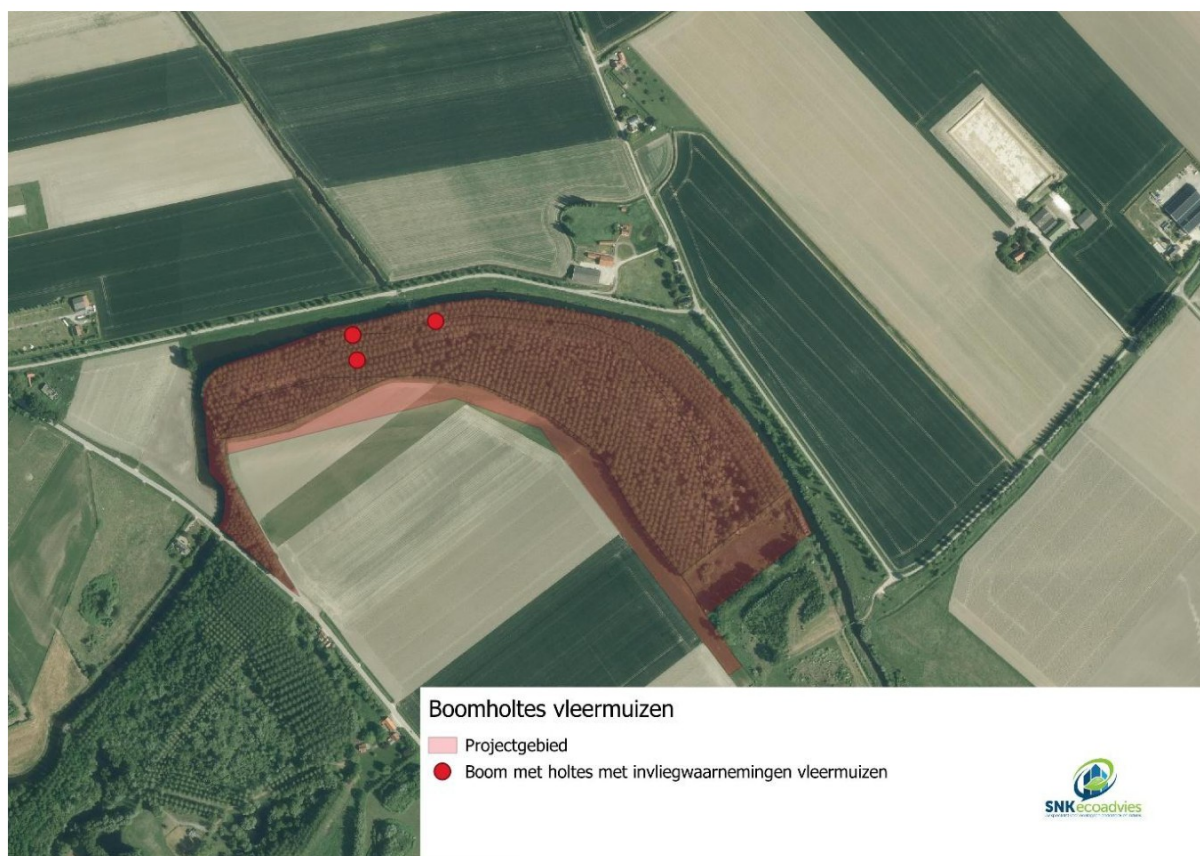 Boomholtes vleermuizen
Projectgebied
Boom met holtes met invliegwaarnemingen vleermuizen
SNKecoadvies